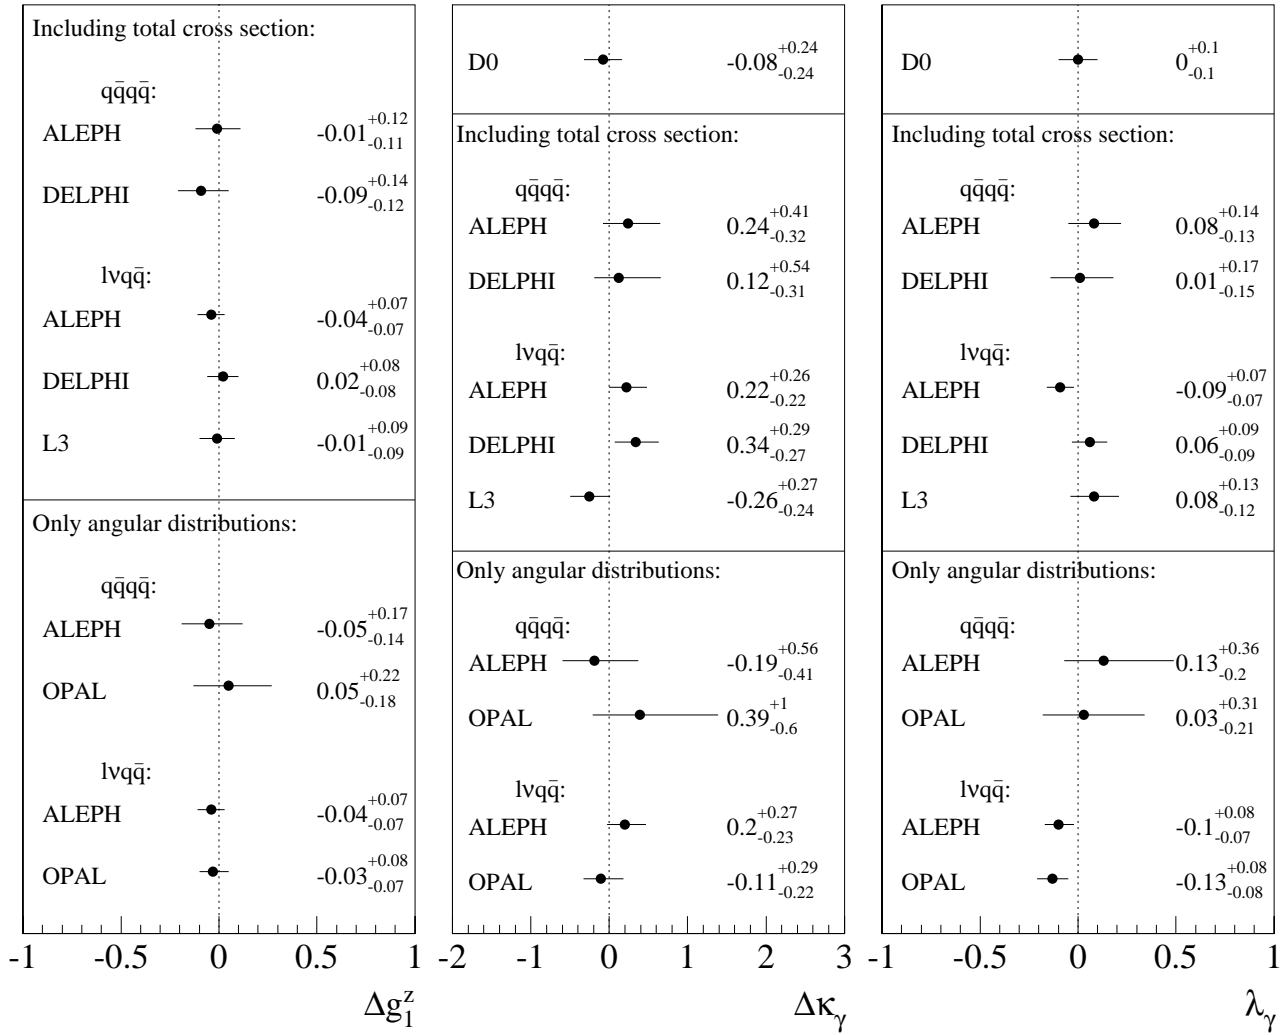 Including total cross section:
qq̄qq̄:
ALEPH -0.01 +0.12 -0.11
DELPHI -0.09 +0.14 -0.12
lνqq̄:
ALEPH -0.04 +0.07 -0.07
DELPHI 0.02 +0.08 -0.08
L3 -0.01 +0.09 -0.09
Only angular distributions:
qq̄qq̄:
ALEPH -0.05 +0.17 -0.14
OPAL 0.05 +0.22 -0.18
lνqq̄:
ALEPH -0.04 +0.07 -0.07
OPAL -0.03 +0.08 -0.07
-1 -0.5 0 0.5 1
Δg₁ᶻ
D0 -0.08 +0.24 -0.24
Including total cross section:
qq̄qq̄:
ALEPH 0.24 +0.41 -0.32
DELPHI 0.12 +0.54 -0.31
lνqq̄:
ALEPH 0.22 +0.26 -0.22
DELPHI 0.34 +0.29 -0.27
L3 -0.26 +0.27 -0.24
Only angular distributions:
qq̄qq̄:
ALEPH -0.19 +0.56 -0.41
OPAL 0.39 +1 -0.6
lνqq̄:
ALEPH 0.2 +0.27 -0.23
OPAL -0.11 +0.29 -0.22
-2 -1 0 1 2 3
Δκᵧ
D0 0 +0.1 -0.1
Including total cross section:
qq̄qq̄:
ALEPH 0.08 +0.14 -0.13
DELPHI 0.01 +0.17 -0.15
lνqq̄:
ALEPH -0.09 +0.07 -0.07
DELPHI 0.06 +0.09 -0.09
L3 0.08 +0.13 -0.12
Only angular distributions:
qq̄qq̄:
ALEPH 0.13 +0.36 -0.2
OPAL 0.03 +0.31 -0.21
lνqq̄:
ALEPH -0.1 +0.08 -0.07
OPAL -0.13 +0.08 -0.08
-1 -0.5 0 0.5 1
λᵧ